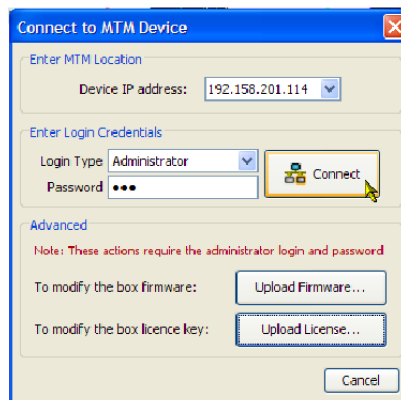 Connect to MTM Device
Enter MTM Location
Device IP address: 192.158.201.114
Enter Login Credentials
Login Type Administrator
Password •••
Connect
Advanced
Note: These actions require the administrator login and password
To modify the box firmware: Upload Firmware...
To modify the box licence key: Upload License...
Cancel